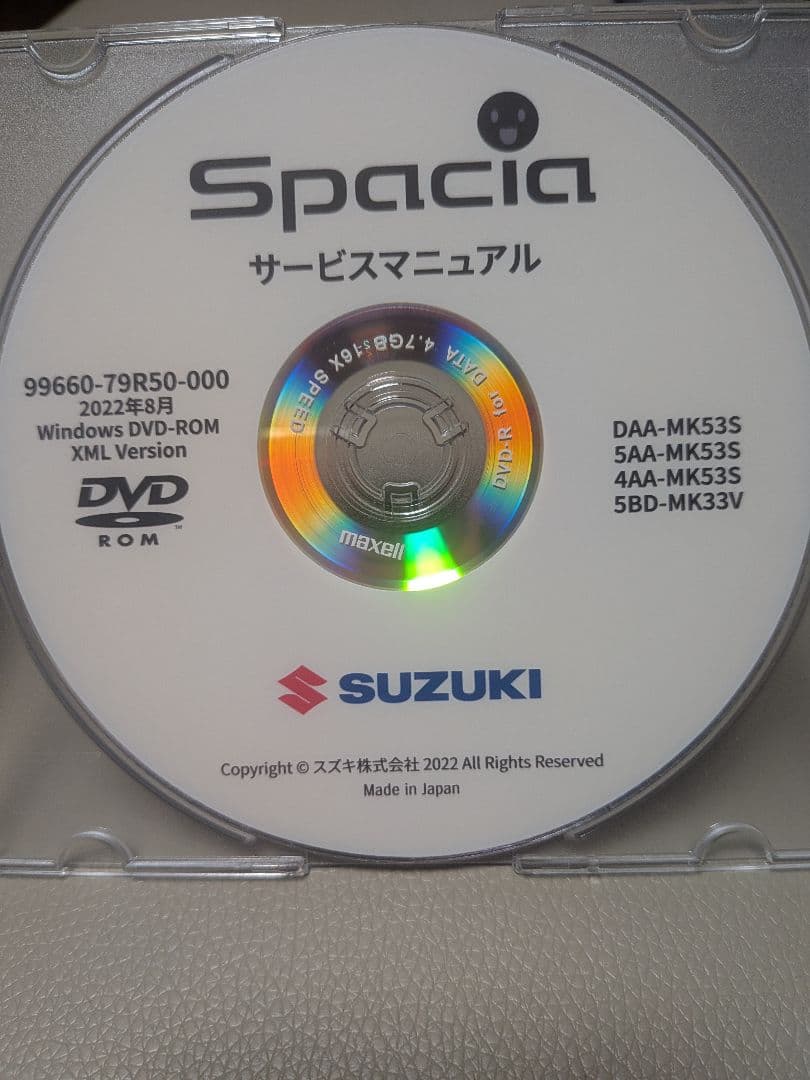 Spacia
サービスマニュアル
99660-79R50-000
2022年8月
Windows DVD-ROM
XML Version
DVD
ROM
TM
DAA-MK53S
5AA-MK53S
4AA-MK53S
5BD-MK33V
DVD-R for DATA 4.7GB 16X SPEED
maxell
SUZUKI
Copyright © スズキ株式会社 2022 All Rights Reserved
Made in Japan